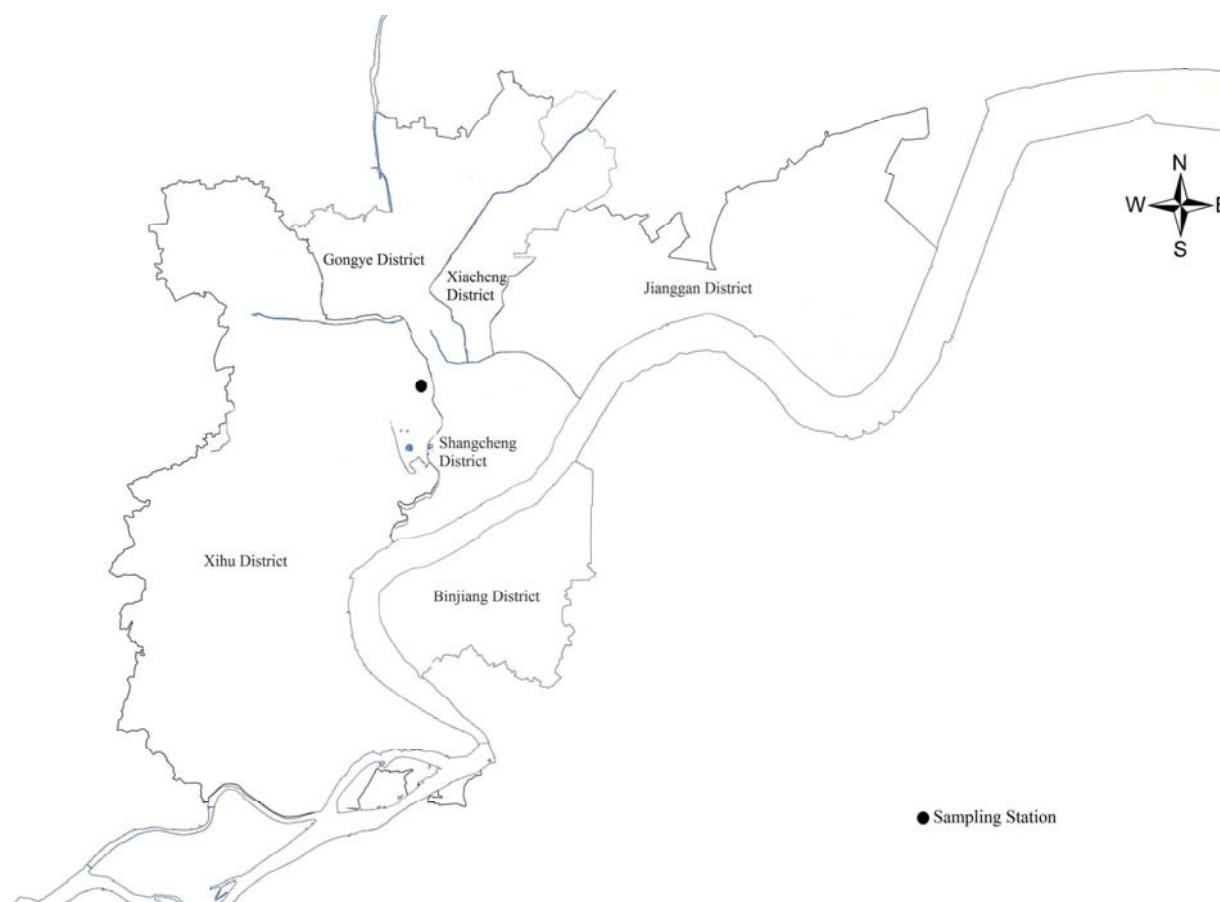 N
W
E
S
Gongye District
Xiacheng
District
Jianggan District
Shangcheng
District
Xihu District
Binjiang District
Sampling Station